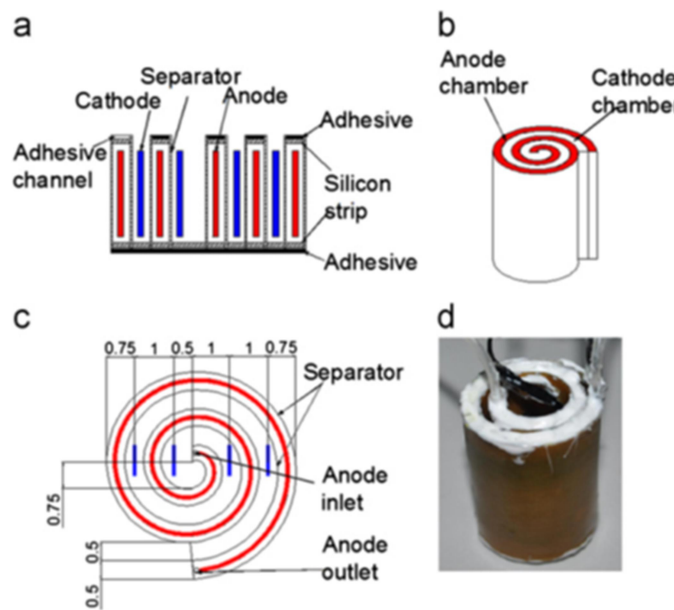 a
Separator
Cathode
Anode
Adhesive
Adhesive
channel
Silicon
strip
Adhesive
b
Anode
chamber
Cathode
chamber
c
0.75 1 0.5 1 1 0.75
Separator
Anode
inlet
0.75
Anode
outlet
0.5
0.5
d